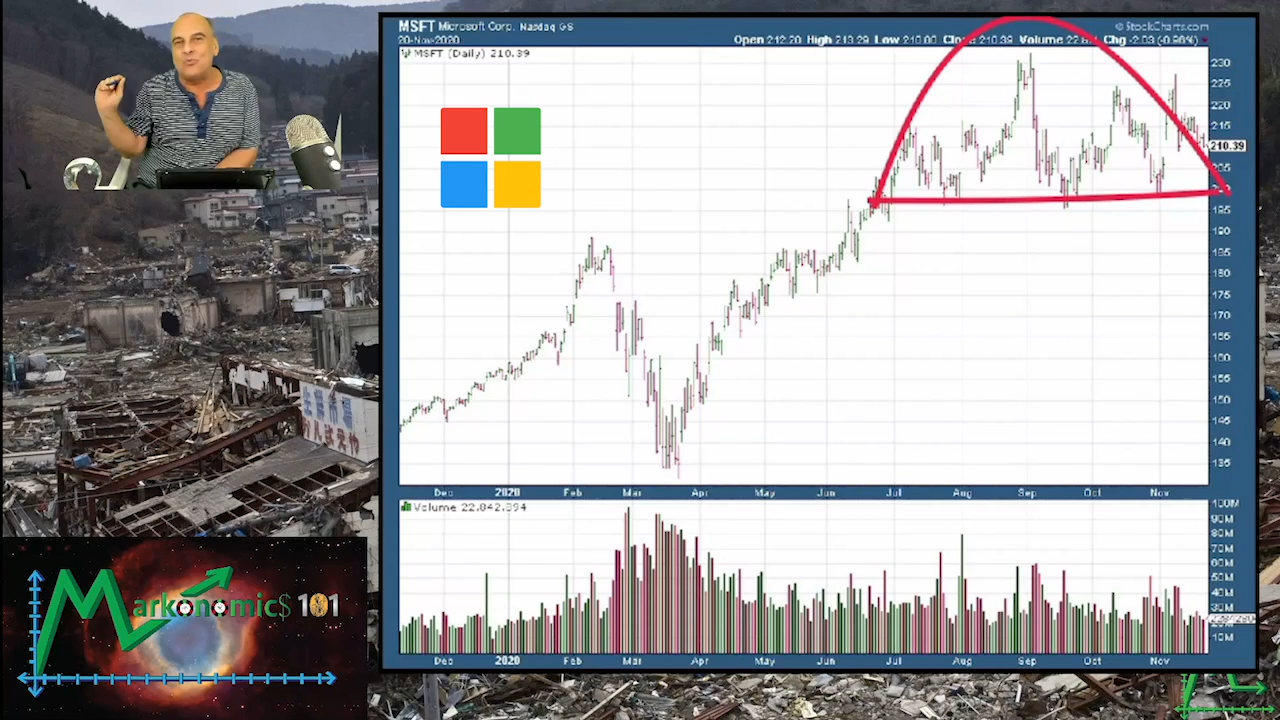 MSFT Microsoft Corp. Nasdaq GS
© StockCharts.com
20-Nov-2020
Open 212.20 High 213.29 Low 210.00 Close 210.39 Volume Chg -2.03 (-0.96%)
MSFT (Daily) 210.39
230
225
220
215
210.39
205
195
190
185
180
175
170
165
160
155
150
145
140
135
Dec 2020 Feb Mar Apr May Jun Jul Aug Sep Oct Nov
Volume 22,842,894
100M
90M
80M
70M
60M
50M
40M
30M
10M
Dec 2020 Feb Mar Apr May Jun Jul Aug Sep Oct Nov
Markonomic$ 101